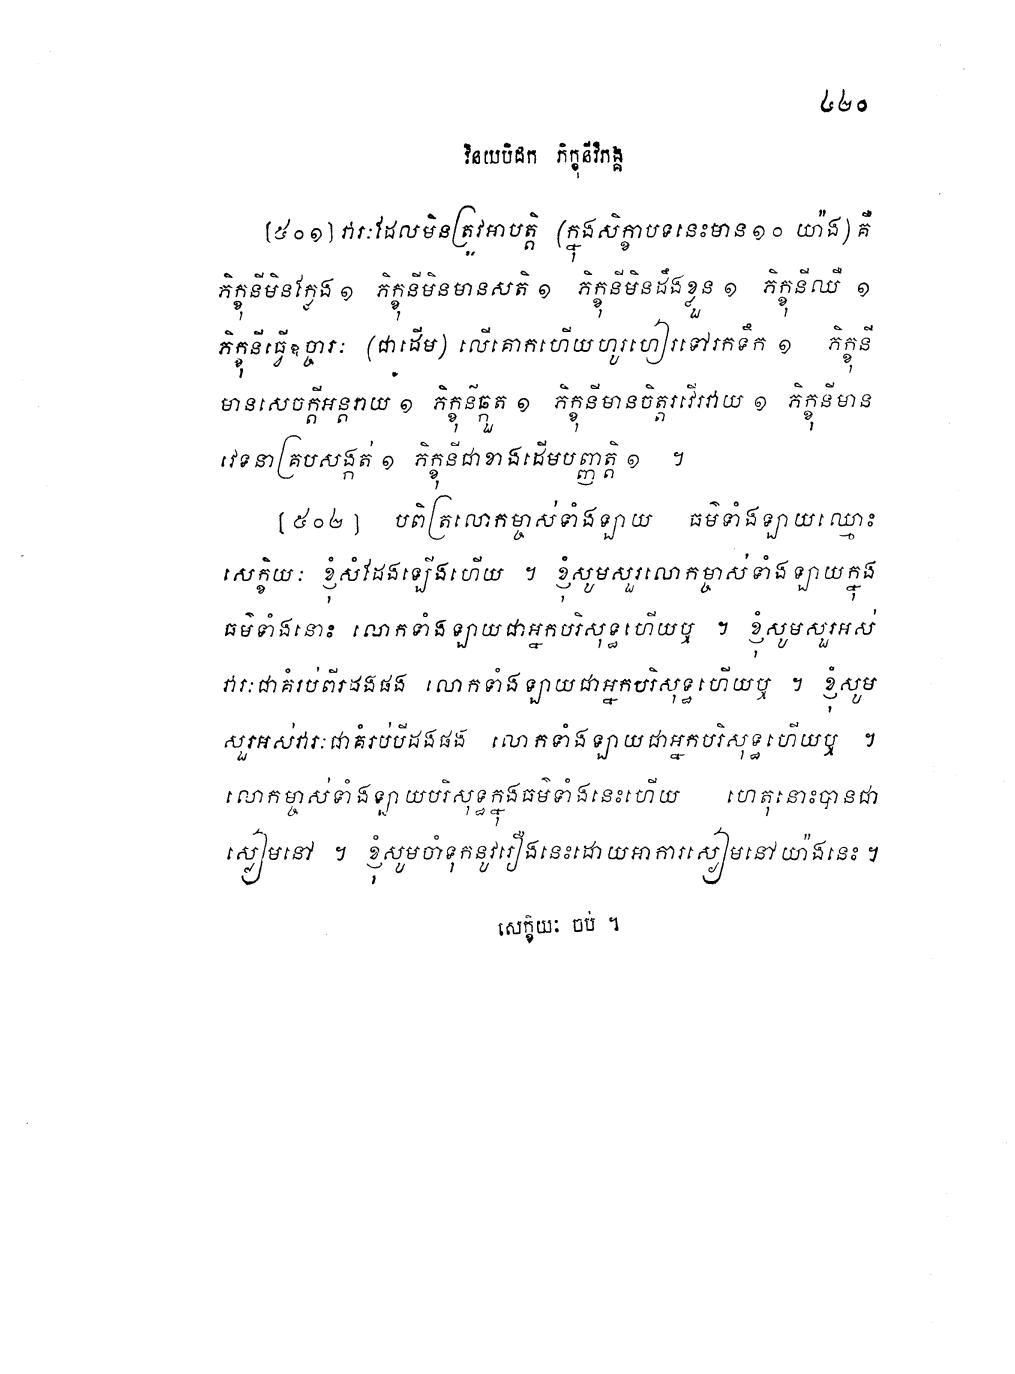 ៤២០
វិនយបិដក ភិក្ខុនីវិភង្គ
[៥០១] វារៈដែលមិនត្រូវអាបត្តិ (ក្នុងសិក្ខាបទនេះមាន១០ យ៉ាង) គឺ
ភិក្ខុនីមិនក្លែង ១ ភិក្ខុនីមិនមានសតិ ១ ភិក្ខុនីមិនដឹងខ្លួន ១ ភិក្ខុនីឈឺ ១
ភិក្ខុនីធ្វើឧច្ចារៈ (ជាដើម) លើគោកហើយហូរហៀរទៅរកទឹក ១ ភិក្ខុនី
មានសេចក្តីអន្តរាយ ១ ភិក្ខុនីឆ្កួត ១ ភិក្ខុនីមានចិត្តរវើរវាយ ១ ភិក្ខុនីមាន
វេទនាគ្របសង្កត់ ១ ភិក្ខុនីជាខាងដើមបញ្ញាត្តិ ១ ។
[៥០២] បពិត្រលោកម្ចាស់ទាំងឡាយ ធម៌ទាំងឡាយឈ្មោះ
សេក្ខិយៈ ខ្ញុំសំដែងឡើងហើយ ។ ខ្ញុំសូមសួរលោកម្ចាស់ទាំងឡាយក្នុង
ធម៌ទាំងនោះ លោកទាំងឡាយជាអ្នកបរិសុទ្ធហើយឬ ។ ខ្ញុំសូមសួរអស់
វារៈជាគំរប់ពីរដងផង លោកទាំងឡាយជាអ្នកបរិសុទ្ធហើយឬ ។ ខ្ញុំសូម
សួរអស់វារៈជាគំរប់បីដងផង លោកទាំងឡាយជាអ្នកបរិសុទ្ធហើយឬ ។
លោកម្ចាស់ទាំងឡាយបរិសុទ្ធក្នុងធម៌ទាំងនេះហើយ ហេតុនោះបានជា
ស្ងៀមនៅ ។ ខ្ញុំសូមចាំទុកនូវរឿងនេះដោយអាការស្ងៀមនៅយ៉ាងនេះ ។
សេក្ខិយៈ ចប់ ។